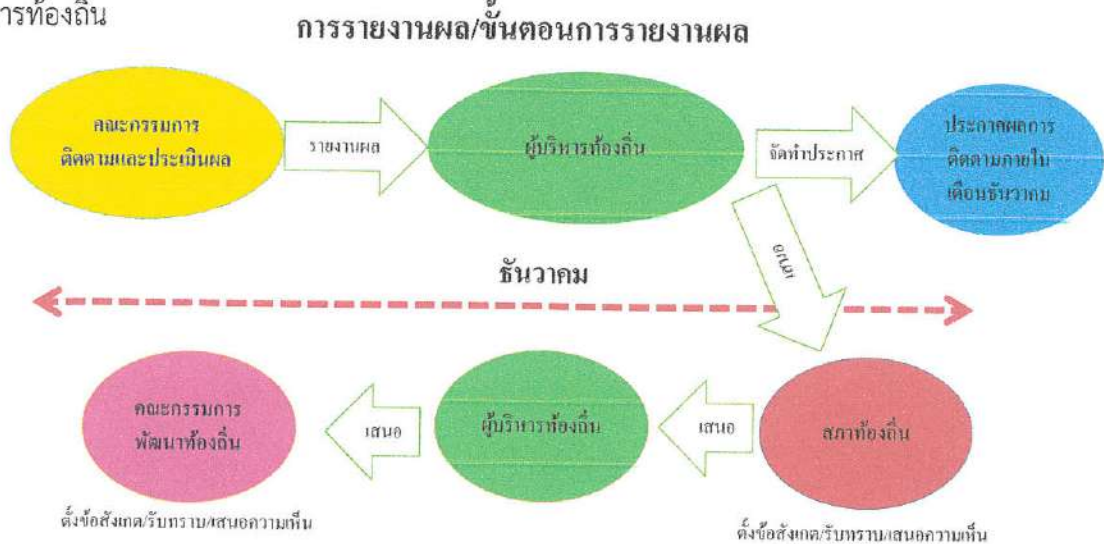 ารท้องถิ่น
การรายงานผล/ขั้นตอนการรายงานผล
คณะกรรมการ
ติดตามและประเมินผล
รายงานผล
ผู้บริหารท้องถิ่น
จัดทำประกาศ
ประกาศผลการ
ติดตามภายใน
เดือนธันวาคม
เสนอ
ธันวาคม
คณะกรรมการ
พัฒนาท้องถิ่น
เสนอ
ผู้บริหารท้องถิ่น
เสนอ
สภาท้องถิ่น
ตั้งข้อสังเกต/รับทราบ/เสนอความเห็น
ตั้งข้อสังเกต/รับทราบ/เสนอความเห็น